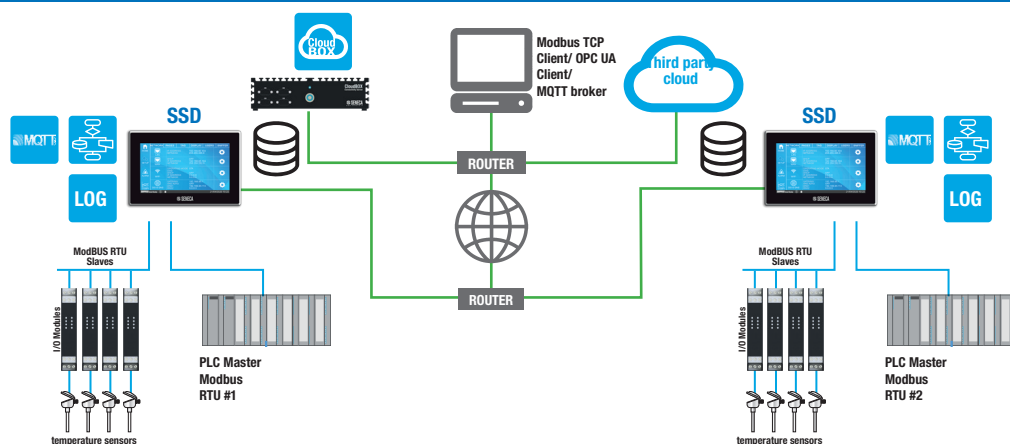 Cloud
BOX
CloudBOX
SENECA
Modbus TCP
Client/ OPC UA
Client/
MQTT broker
Third party
cloud
SSD
MQTT
LOG
SENECA
ROUTER
SSD
MQTT
LOG
SENECA
ROUTER
ModBUS RTU
Slaves
I/O Modules
PLC Master
Modbus
RTU #1
temperature sensors
ModBUS RTU
Slaves
I/O Modules
PLC Master
Modbus
RTU #2
temperature sensors